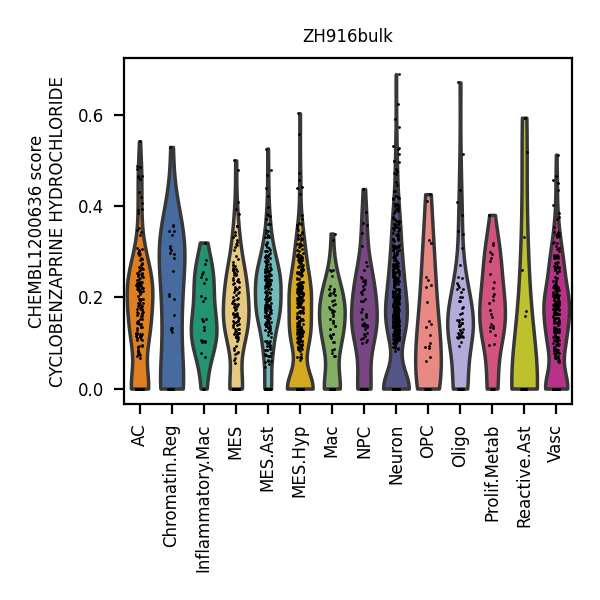 ZH916bulk
CHEMBL1200636 score
CYCLOBENZAPRINE HYDROCHLORIDE
0.6
0.4
0.2
0.0
AC
Chromatin.Reg
Inflammatory.Mac
MES
MES.Ast
MES.Hyp
Mac
NPC
Neuron
OPC
Oligo
Prolif.Metab
Reactive.Ast
Vasc